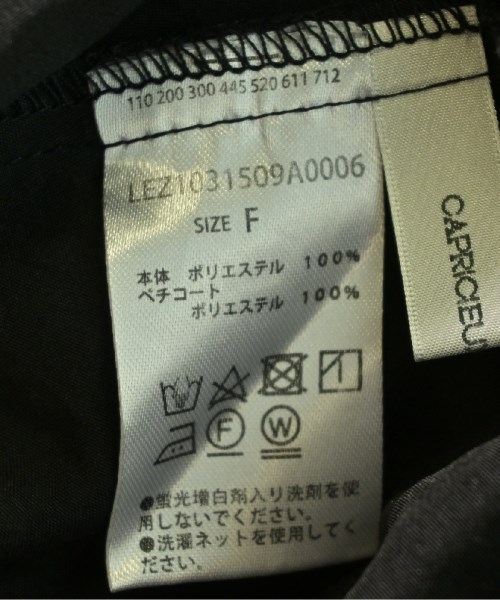 110 200 300 445 520 611 712
LEZ1031509A0006
SIZE F
本体 ポリエステル 100%
ペチコート
ポリエステル 100%
F W
●蛍光増白剤入り洗剤を使
用しないでください。
●洗濯ネットを使用してく
ださい。
CAPRICIEU